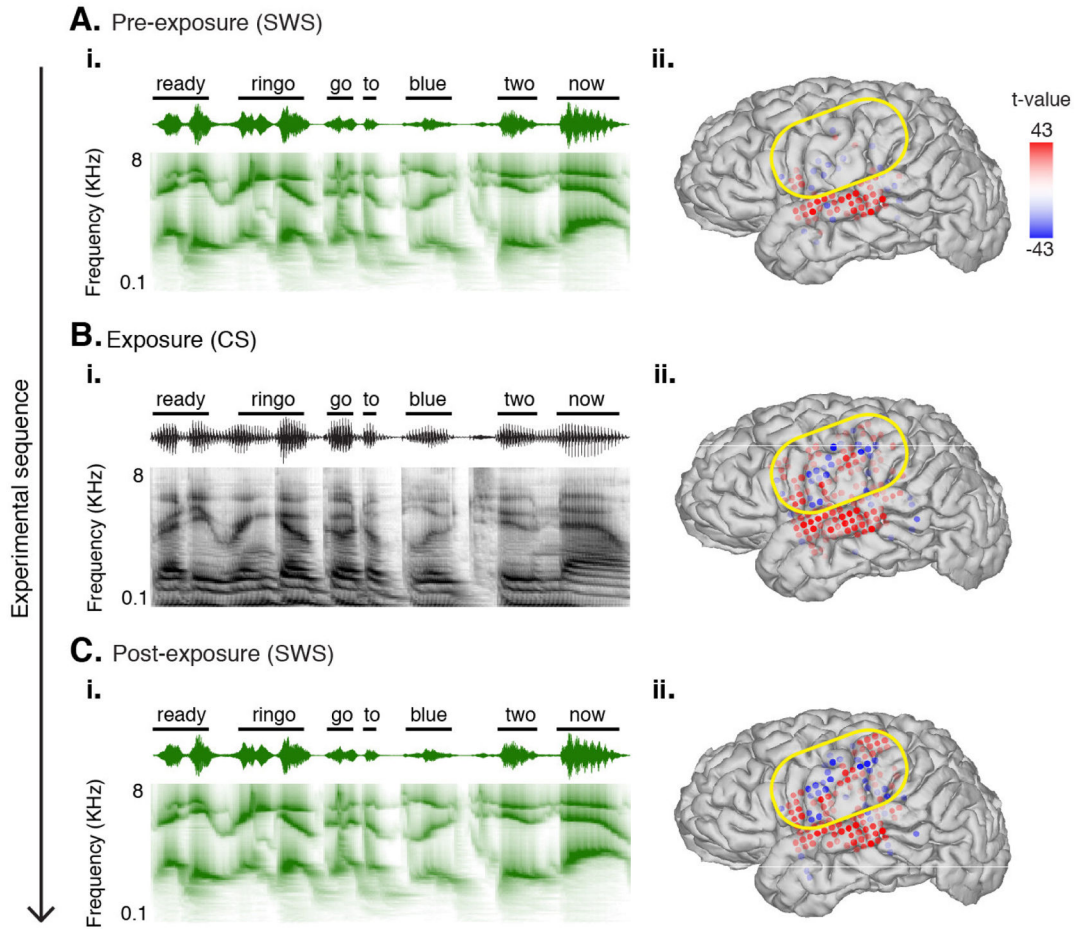 A. Pre-exposure (SWS)
i.
ii.
ready ringo go to blue two now
t-value
43
-43
8
Frequency (KHz)
0.1
B. Exposure (CS)
i.
ii.
ready ringo go to blue two now
8
Frequency (KHz)
0.1
Experimental sequence
C. Post-exposure (SWS)
i.
ii.
ready ringo go to blue two now
8
Frequency (KHz)
0.1